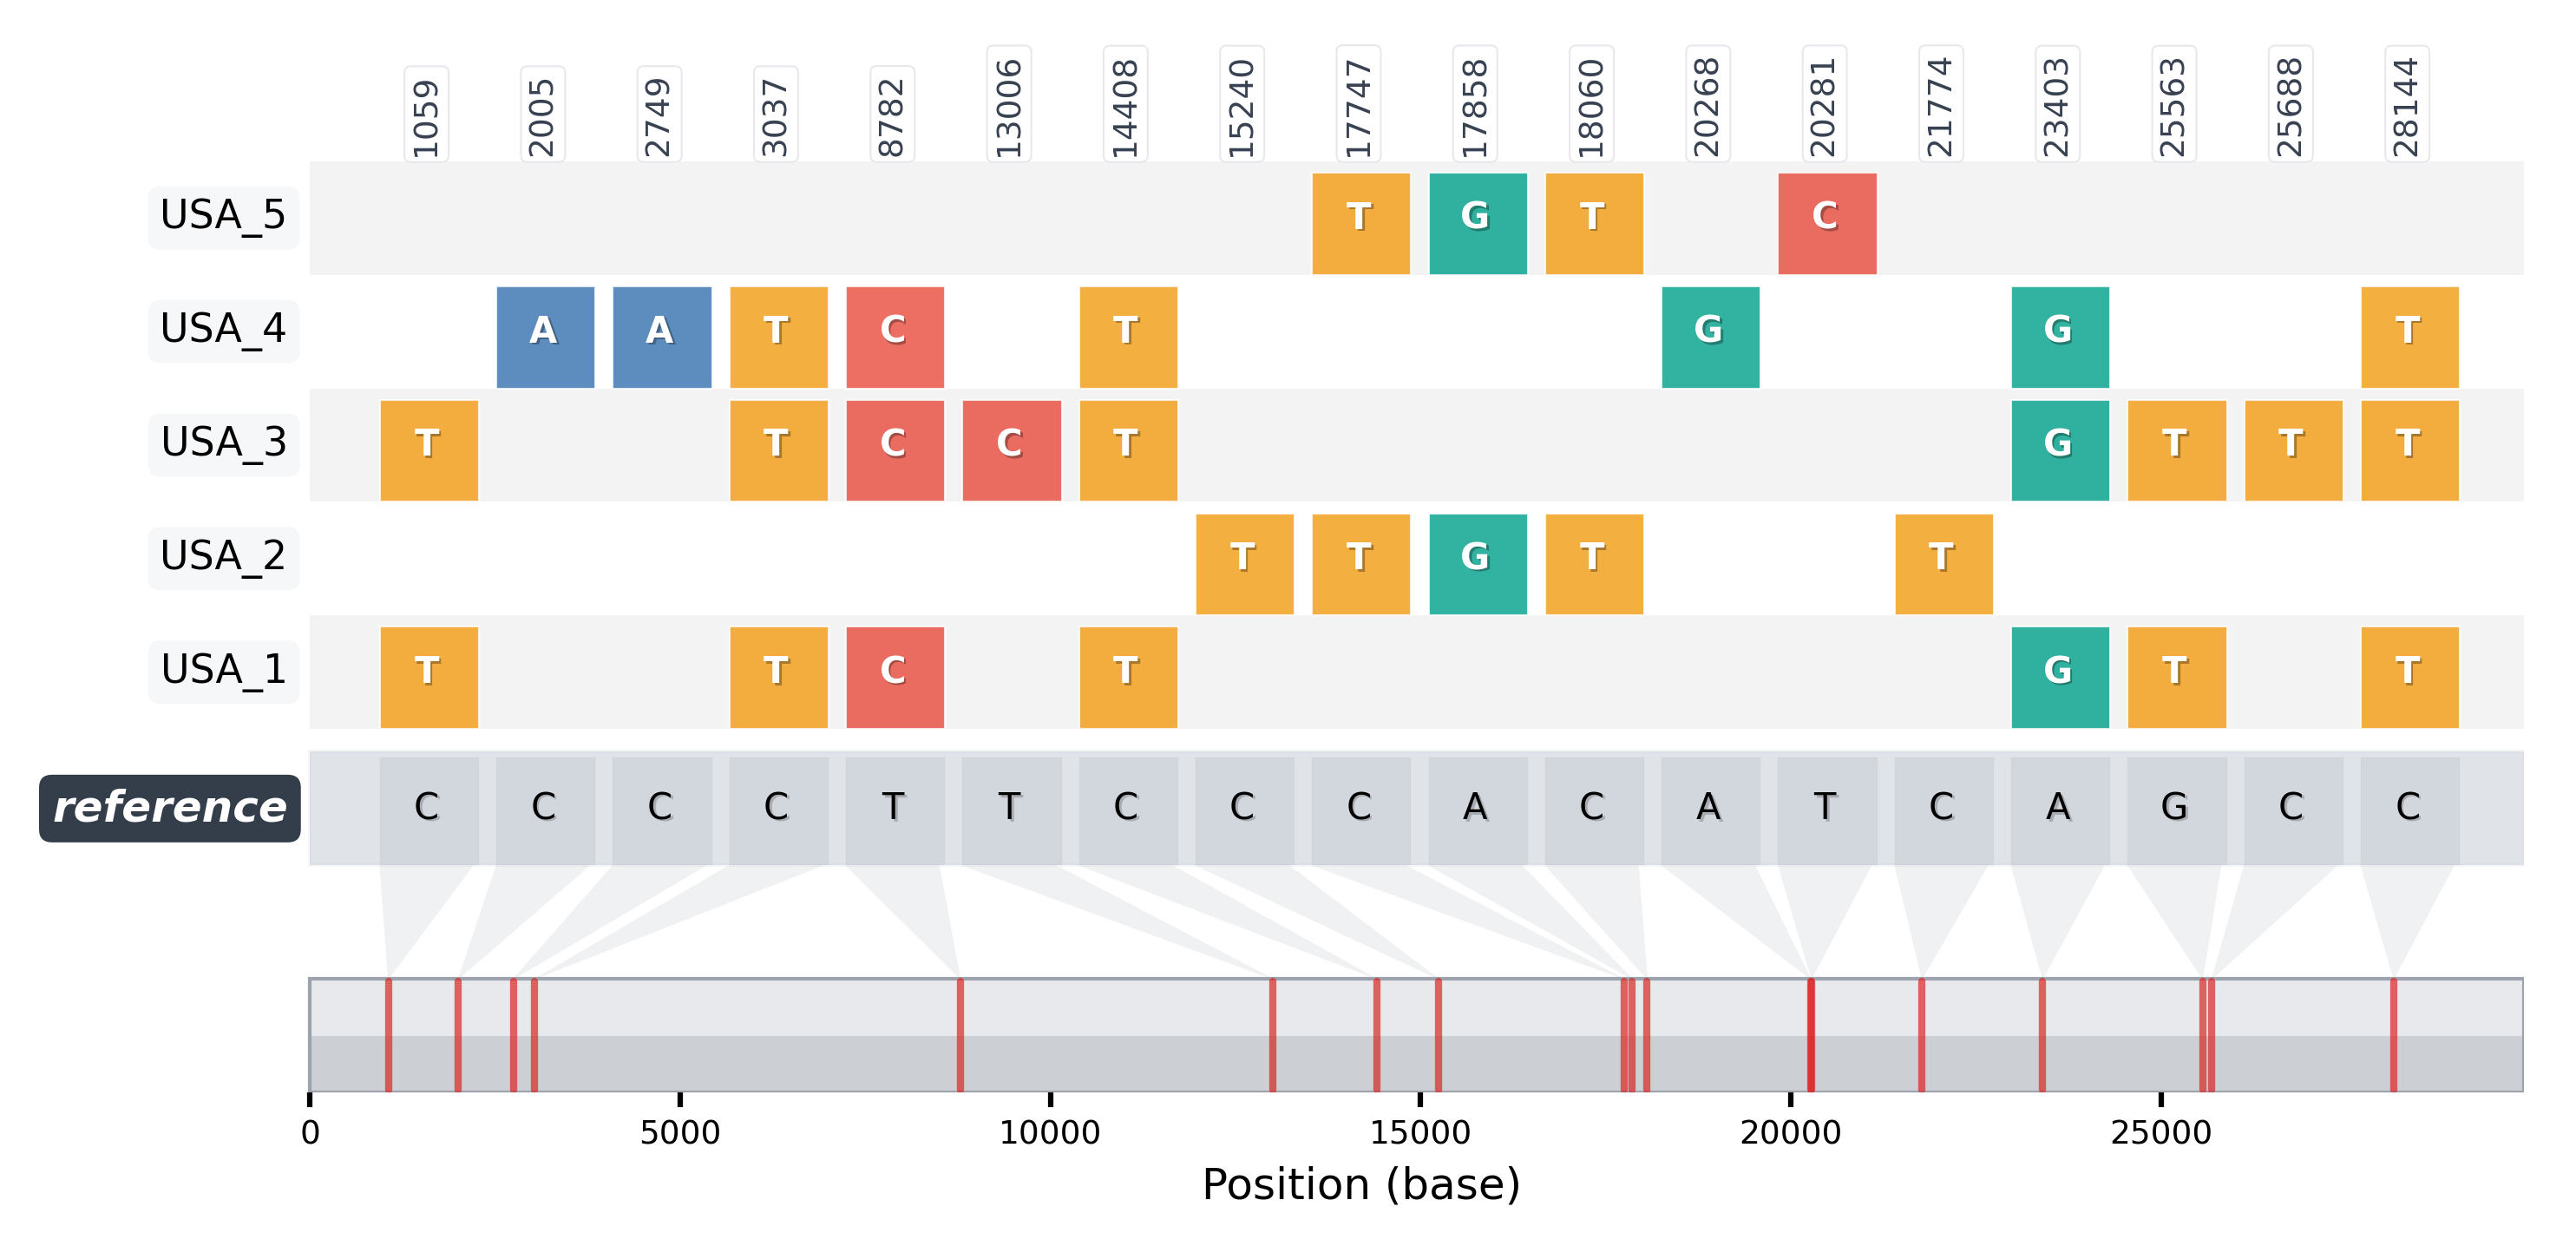 1059 2005 2749 3037 8782 13006 14408 15240 17747 17858 18060 20268 20281 21774 23403 25563 25688 28144
USA_5 T G T C
USA_4 A A T C T G G T
USA_3 T T C C T G T T T
USA_2 T T G T T
USA_1 T T C T G T T
reference C C C C T T C C C A C A T C A G C C
0 5000 10000 15000 20000 25000
Position (base)